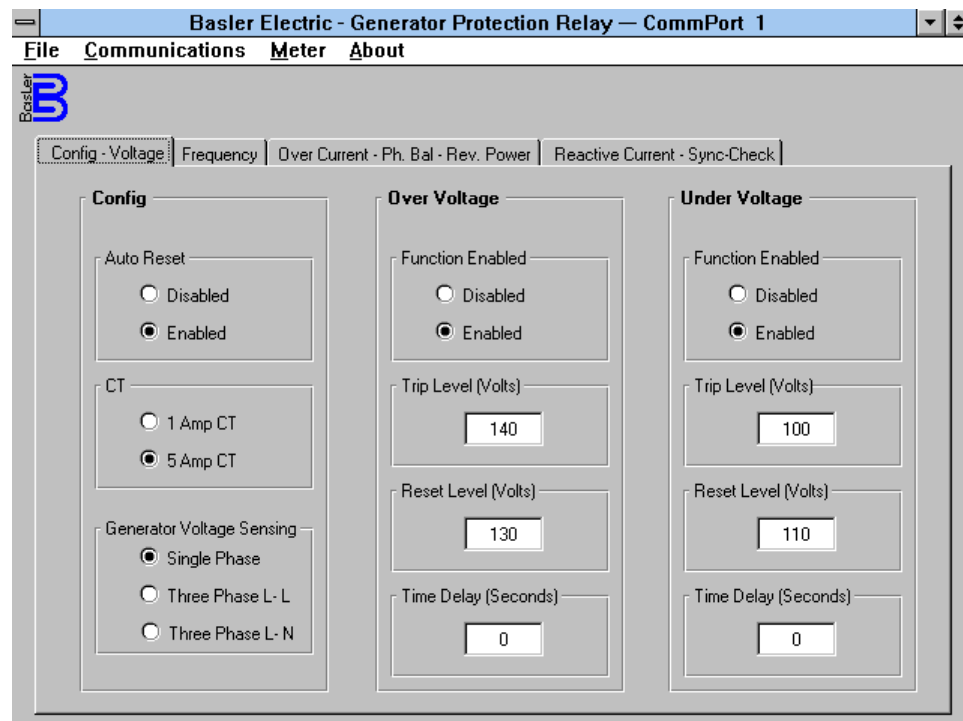 Basler Electric - Generator Protection Relay — CommPort 1
File Communications Meter About
Basler
Config - Voltage Frequency Over Current - Ph. Bal - Rev. Power Reactive Current - Sync-Check
Config
Auto Reset
Disabled
Enabled
CT
1 Amp CT
5 Amp CT
Generator Voltage Sensing
Single Phase
Three Phase L- L
Three Phase L- N
Over Voltage
Function Enabled
Disabled
Enabled
Trip Level (Volts)
140
Reset Level (Volts)
130
Time Delay (Seconds)
0
Under Voltage
Function Enabled
Disabled
Enabled
Trip Level (Volts)
100
Reset Level (Volts)
110
Time Delay (Seconds)
0